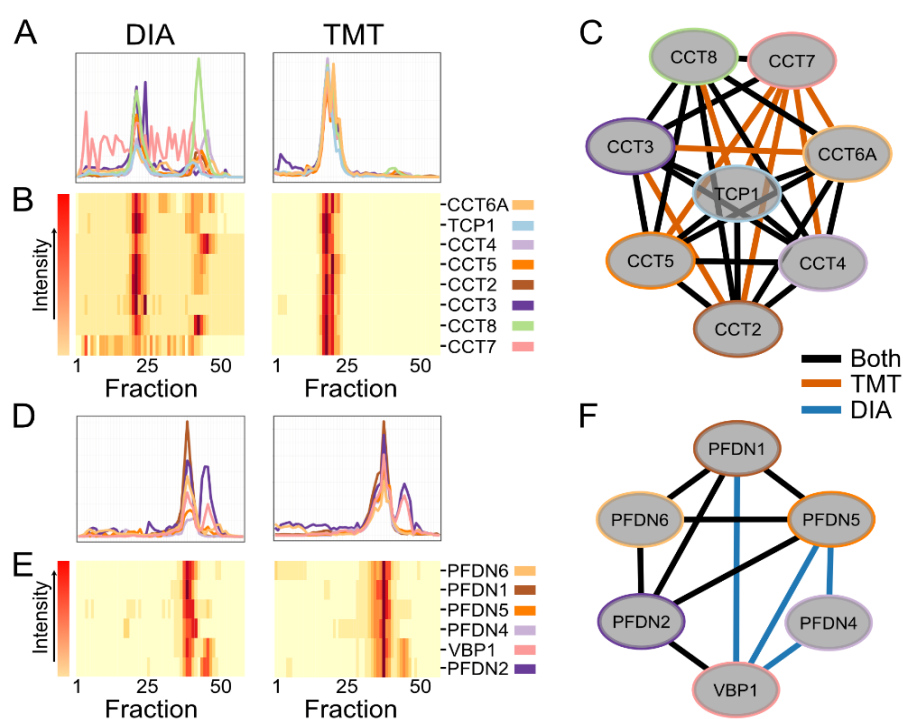 A
DIA
TMT
B
Intensity
CCT6A
TCP1
CCT4
CCT5
CCT2
CCT3
CCT8
CCT7
1 25 50
1 25 50
Fraction
Fraction
C
CCT8
CCT7
CCT3
CCT6A
TCP1
CCT5
CCT4
CCT2
Both
TMT
DIA
D
E
Intensity
PFDN6
PFDN1
PFDN5
PFDN4
VBP1
PFDN2
1 25 50
1 25 50
Fraction
Fraction
F
PFDN1
PFDN6
PFDN5
PFDN2
PFDN4
VBP1